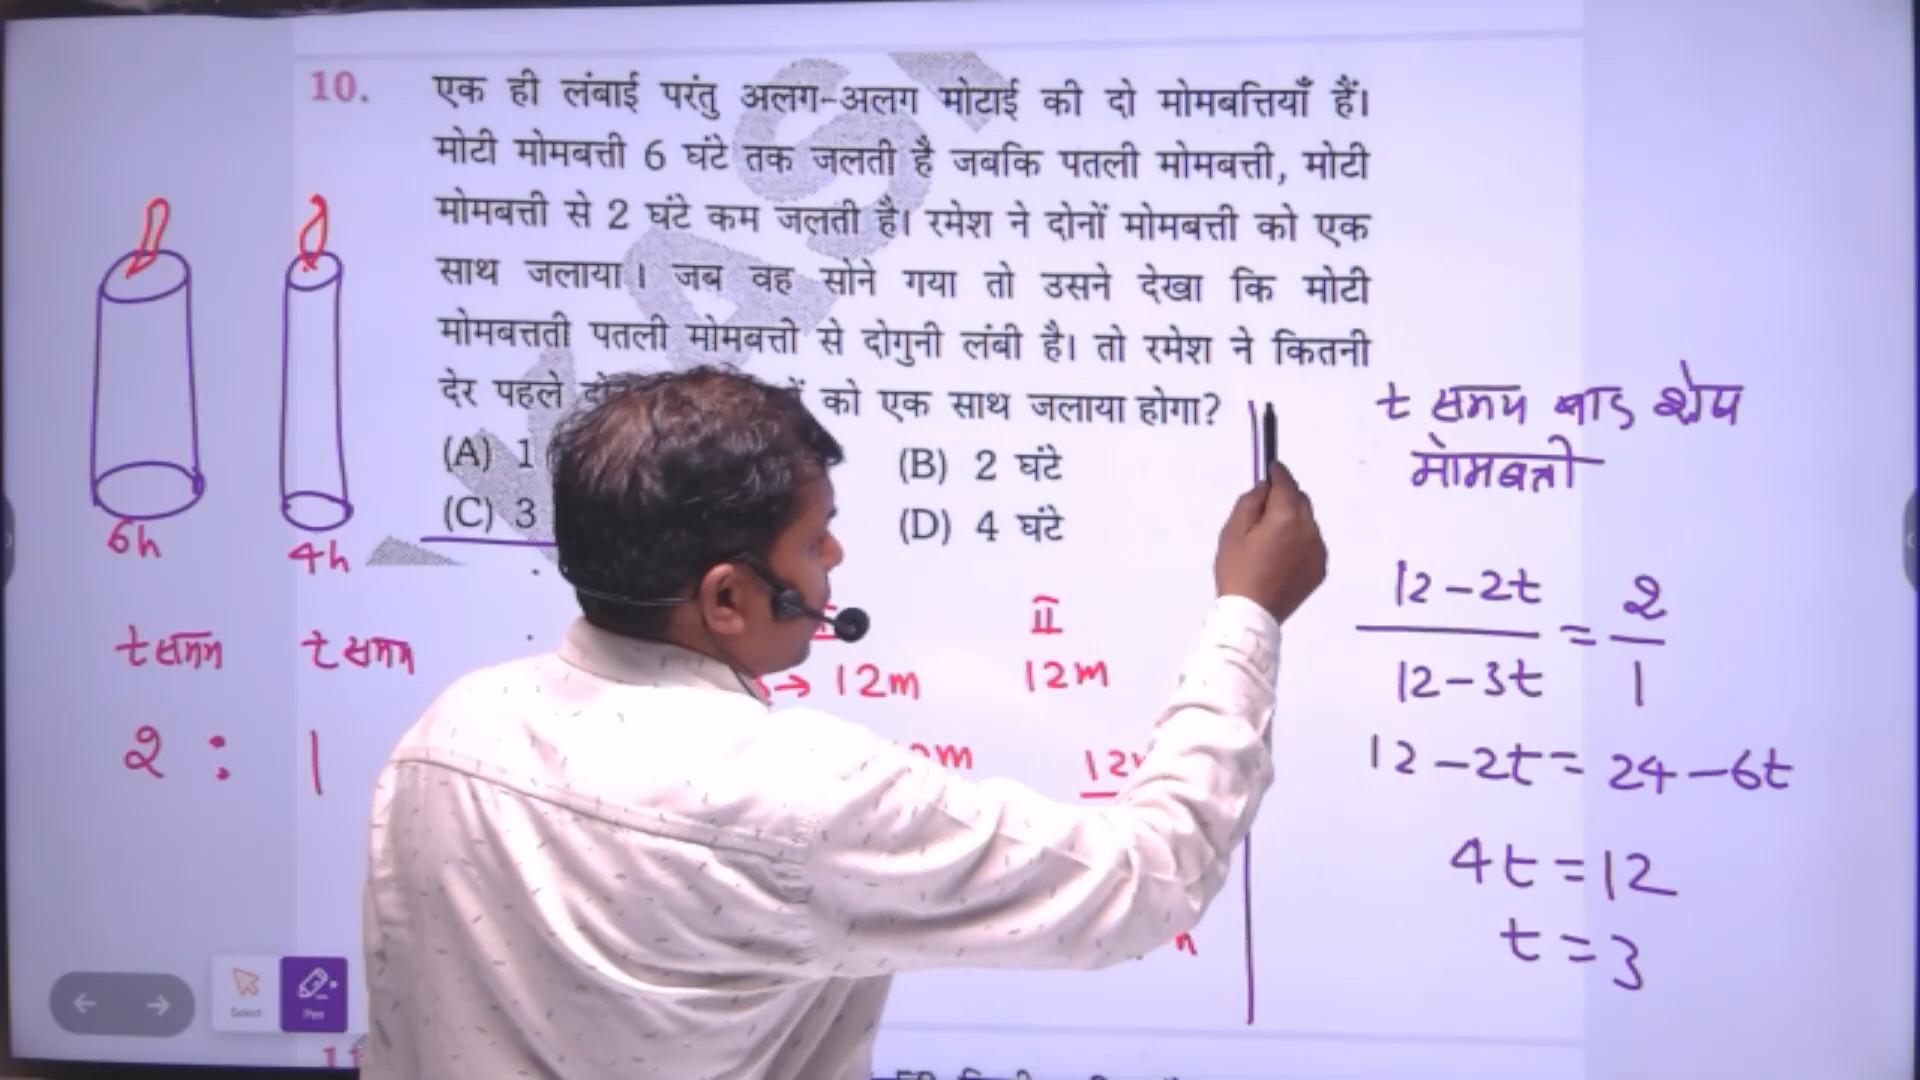 10. एक ही लंबाई परंतु अलग-अलग मोटाई की दो मोमबत्तियाँ हैं।
मोटी मोमबत्ती 6 घंटे तक जलती है जबकि पतली मोमबत्ती, मोटी
मोमबत्ती से 2 घंटे कम जलती है। रमेश ने दोनों मोमबत्ती को एक
साथ जलाया। जब वह सोने गया तो उसने देखा कि मोटी
मोमबत्तती पतली मोमबत्ती से दोगुनी लंबी है। तो रमेश ने कितनी
देर पहले को एक साथ जलाया होगा?
(A) 1
(B) 2 घंटे
(C) 3
(D) 4 घंटे
6h 4h
t समय t समय
2 : 1
II
→ 12m 12m
t समय बाद शेष
मोमबत्ती
12-2t / 12-3t = 2 / 1
12-2t = 24-6t
4t = 12
t = 3
Select Pen